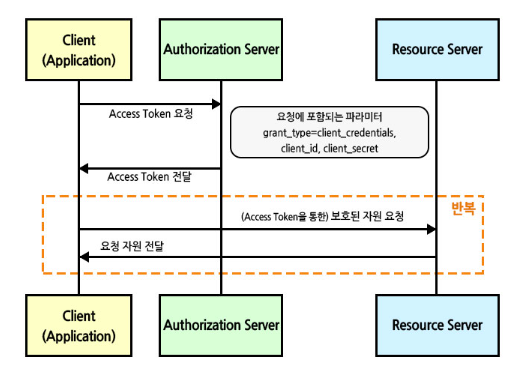 Client
(Application)
Authorization Server
Resource Server
Access Token 요청
요청에 포함되는 파라미터
grant_type=client_credentials,
client_id, client_secret
Access Token 전달
반복
(Access Token을 통한) 보호된 자원 요청
요청 자원 전달
Client
(Application)
Authorization Server
Resource Server